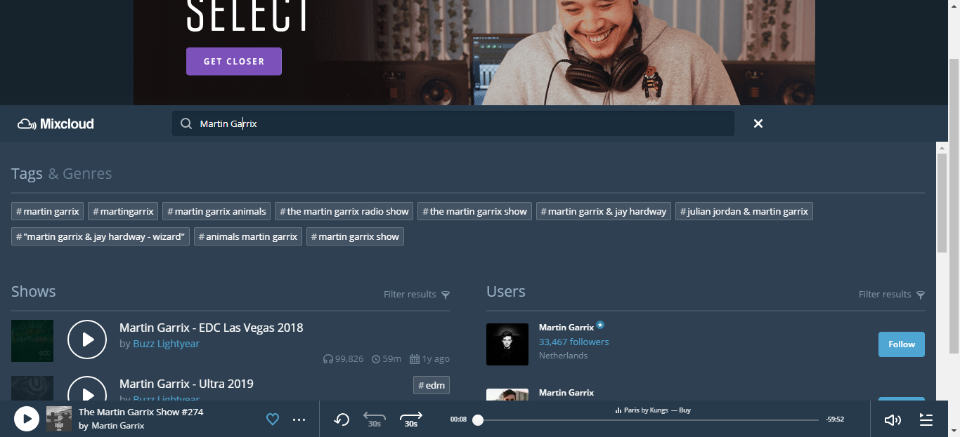 SELECT
GET CLOSER
Mixcloud
Martin Garrix
Tags & Genres
#martin garrix #martingarrix #martin garrix animals #the martin garrix radio show #the martin garrix show #martin garrix & jay hardway #julian jordan & martin garrix
#"martin garrix & jay hardway - wizard" #animals martin garrix #martin garrix show
Shows Filter results
Martin Garrix - EDC Las Vegas 2018
by Buzz Lightyear
99,826 59m 1y ago
Martin Garrix - Ultra 2019 #edm
by Buzz Lightyear
Users Filter results
Martin Garrix
33,467 followers
Netherlands
Follow
Martin Garrix
The Martin Garrix Show #274
by Martin Garrix
30s 30s
00:08
Paris by Kungs — Buy
-59:52